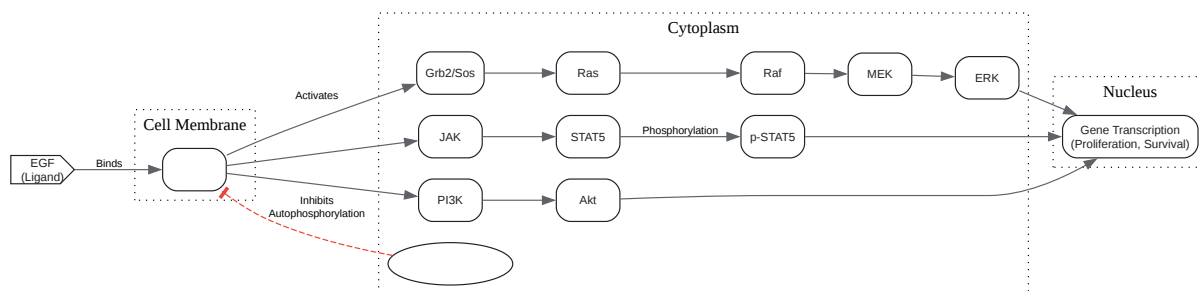 Cytoplasm
Grb2/Sos
Ras
Raf
MEK
ERK
Activates
Nucleus
Cell Membrane
JAK
STAT5
Phosphorylation
p-STAT5
Gene Transcription
(Proliferation, Survival)
EGF
(Ligand)
Binds
PI3K
Akt
Inhibits
Autophosphorylation